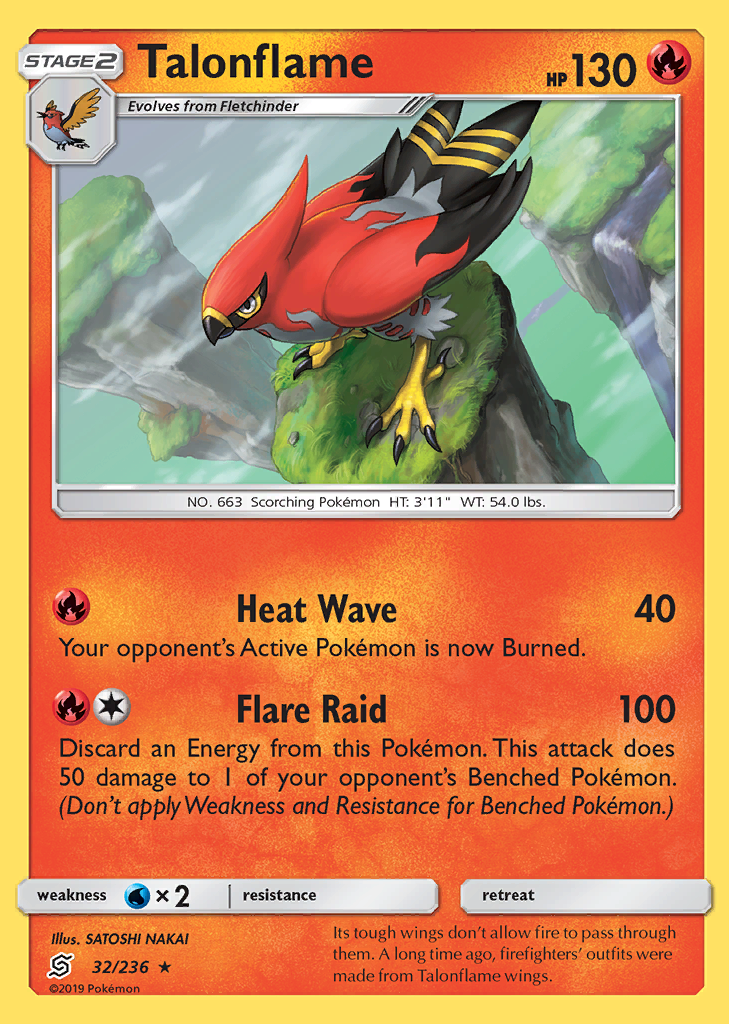 STAGE2
Talonflame
HP 130
Evolves from Fletchinder
NO. 663 Scorching Pokémon HT: 3'11" WT: 54.0 lbs.
Heat Wave 40
Your opponent's Active Pokémon is now Burned.
Flare Raid 100
Discard an Energy from this Pokémon. This attack does
50 damage to 1 of your opponent's Benched Pokémon.
(Don't apply Weakness and Resistance for Benched Pokémon.)
weakness × 2 resistance retreat
Illus. SATOSHI NAKAI
32/236 ★
©2019 Pokémon
Its tough wings don't allow fire to pass through
them. A long time ago, firefighters' outfits were
made from Talonflame wings.